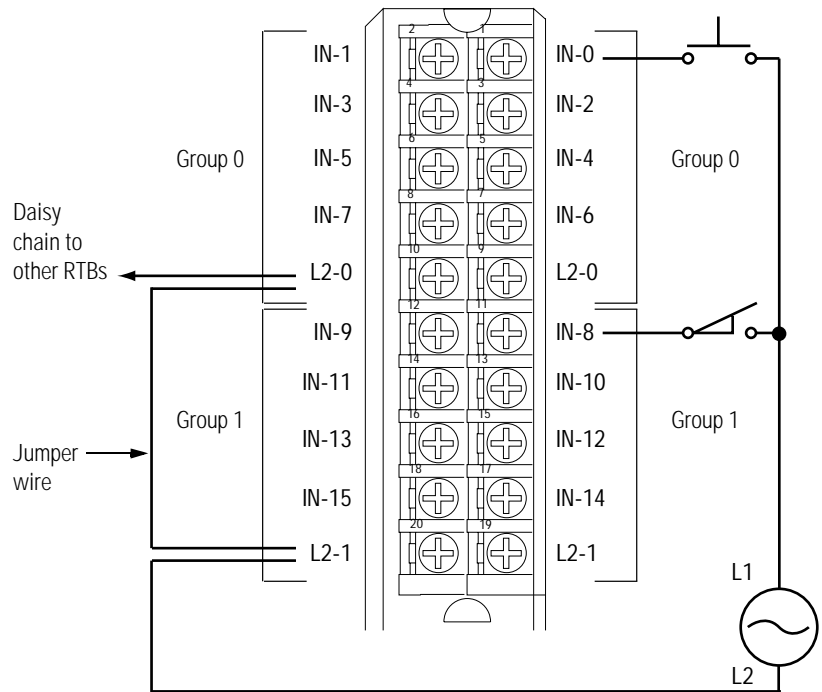 2 1
IN-1 IN-0
4 3
IN-3 IN-2
6 5
Group 0 IN-5 IN-4 Group 0
8 7
IN-7 IN-6
Daisy
chain to
other RTBs
10 9
L2-0 L2-0
12 11
IN-9 IN-8
14 13
IN-11 IN-10
16 15
Group 1 IN-13 IN-12 Group 1
Jumper
wire
18 17
IN-15 IN-14
20 19
L2-1 L2-1
L1
L2